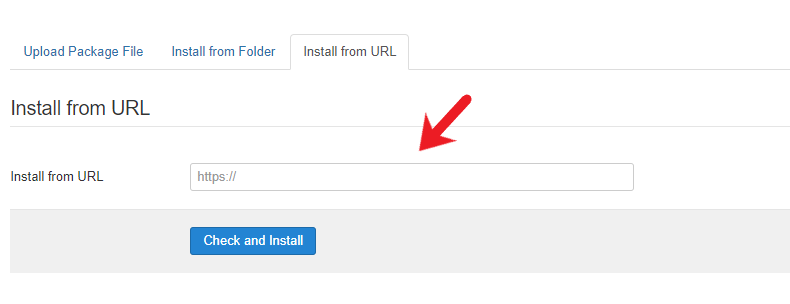 Upload Package File Install from Folder Install from URL
Install from URL
Install from URL https://
Check and Install